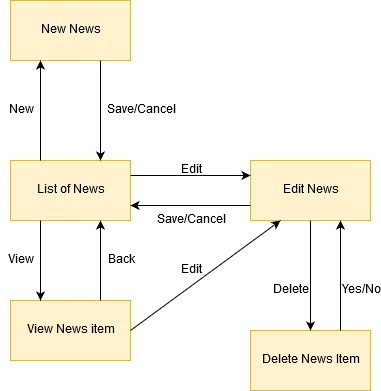 New News
New
Save/Cancel
List of News
Edit
Edit News
Save/Cancel
View
Back
Edit
Delete
Yes/No
View News item
Delete News Item